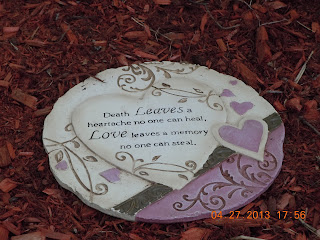 Death Leaves a
heartache no one can heal,
Love leaves a memory
no one can steal.
04-27-2013 17:56